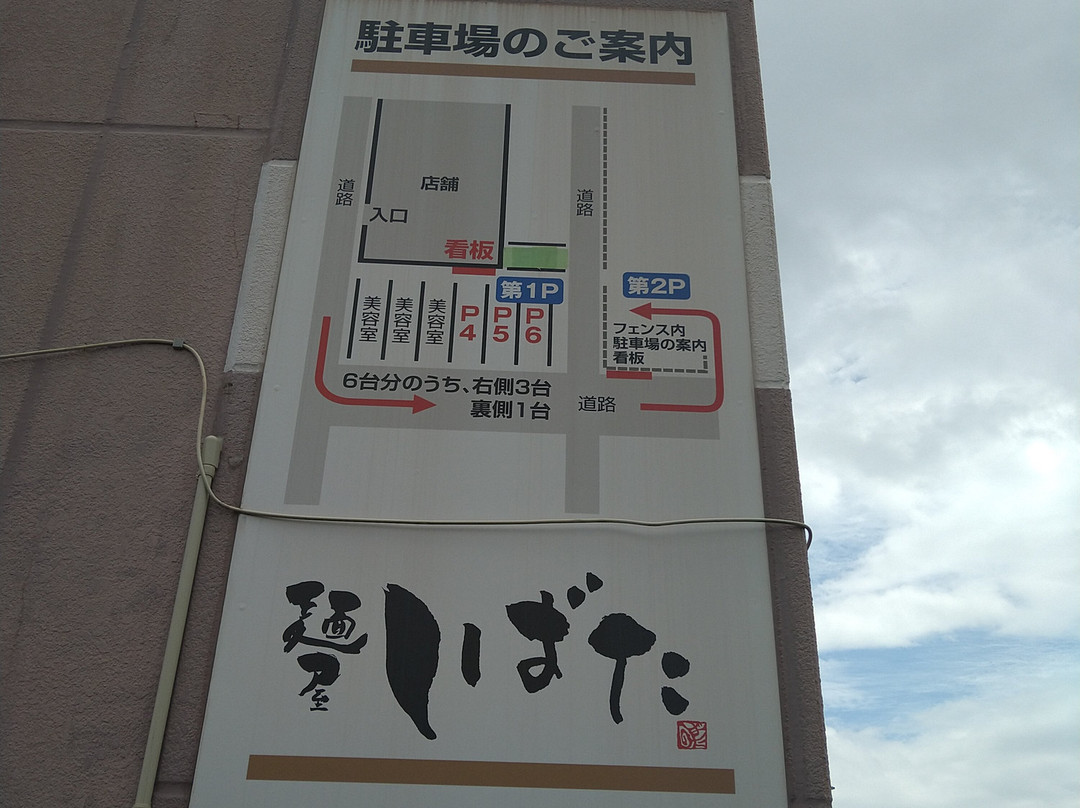 駐車場のご案内
道路
店舗
入口
看板
道路
第1P
第2P
美容室
美容室
美容室
P4
P5
P6
フェンス内
駐車場の案内
看板
6台分のうち、右側3台
裏側1台
道路
麺屋
いばた